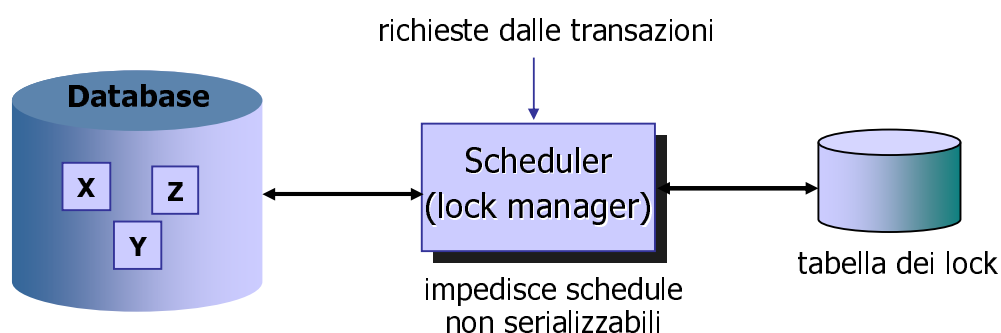 richieste dalle transazioni
Database
X
Z
Y
Scheduler
(lock manager)
impedisce schedule
non serializzabili
tabella dei lock